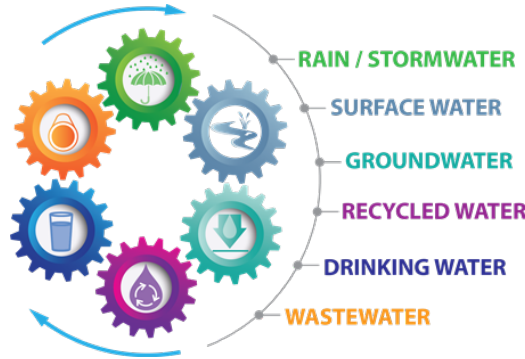 RAIN / STORMWATER
SURFACE WATER
GROUNDWATER
RECYCLED WATER
DRINKING WATER
WASTEWATER